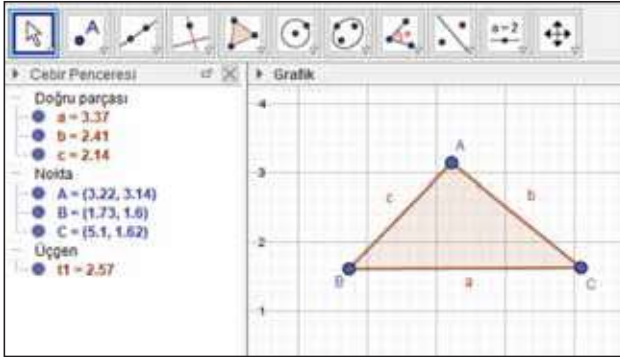 A
a=2
Cebir Penceresi
Grafik
Doğru parçası
a = 3.37
b = 2.41
c = 2.14
Nokta
A = (3.22, 3.14)
B = (1.73, 1.6)
C = (5.1, 1.62)
Üçgen
t1 = 2.57
4
3
2
1
A
c
b
B
a
C